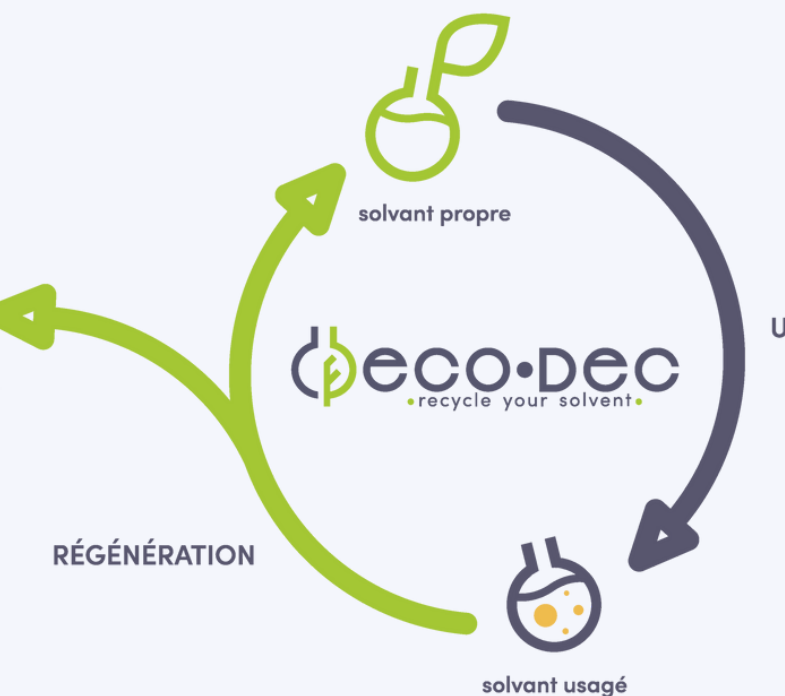 solvant propre
eco•dec
•recycle your solvent•
U
RÉGÉNÉRATION
solvant usagé